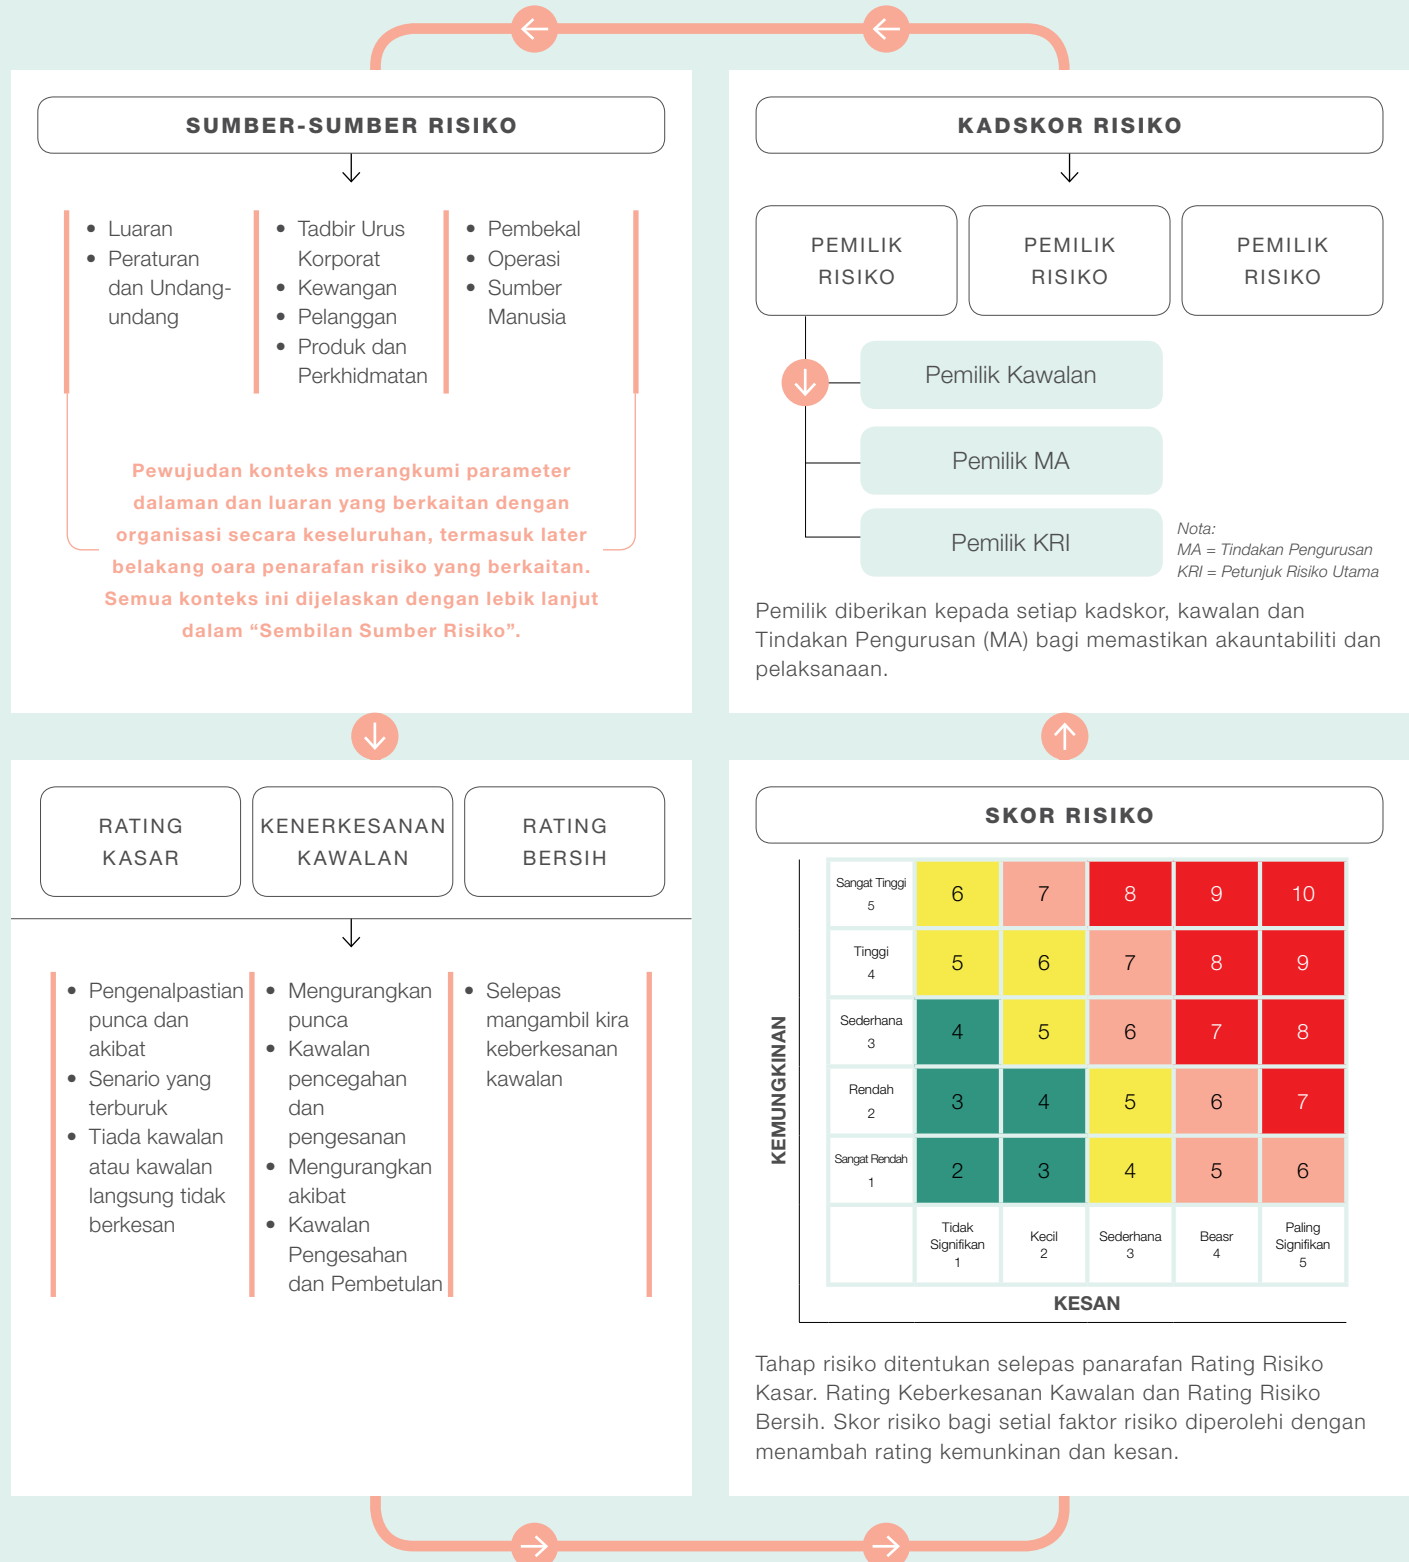 SUMBER-SUMBER RISIKO
• Luaran
• Peraturan
dan Undang-
undang
• Tadbir Urus
Korporat
• Kewangan
• Pelanggan
• Produk dan
Perkhidmatan
• Pembekal
• Operasi
• Sumber
Manusia
Pewujudan konteks merangkumi parameter
dalaman dan luaran yang berkaitan dengan
organisasi secara keseluruhan, termasuk later
belakang oara penarafan risiko yang berkaitan.
Semua konteks ini dijelaskan dengan lebik lanjut
dalam “Sembilan Sumber Risiko”.
KADSKOR RISIKO
PEMILIK
RISIKO
PEMILIK
RISIKO
PEMILIK
RISIKO
Pemilik Kawalan
Pemilik MA
Pemilik KRI
Nota:
MA = Tindakan Pengurusan
KRI = Petunjuk Risiko Utama
Pemilik diberikan kepada setiap kadskor, kawalan dan
Tindakan Pengurusan (MA) bagi memastikan akauntabiliti dan
pelaksanaan.
RATING
KASAR
KENERKESANAN
KAWALAN
RATING
BERSIH
• Pengenalpastian
punca dan
akibat
• Senario yang
terburuk
• Tiada kawalan
atau kawalan
langsung tidak
berkesan
• Mengurangkan
punca
• Kawalan
pencegahan
dan
pengesanan
• Mengurangkan
akibat
• Kawalan
Pengesahan
dan Pembetulan
• Selepas
mangambil kira
keberkesanan
kawalan
SKOR RISIKO
KEMUNGKINAN
Sangat Tinggi
5
6 7 8 9 10
Tinggi
4
5 6 7 8 9
Sederhana
3
4 5 6 7 8
Rendah
2
3 4 5 6 7
Sangat Rendah
1
2 3 4 5 6
Tidak
Signifikan
1
Kecil
2
Sederhana
3
Beasr
4
Paling
Signifikan
5
KESAN
Tahap risiko ditentukan selepas panarafan Rating Risiko
Kasar. Rating Keberkesanan Kawalan dan Rating Risiko
Bersih. Skor risiko bagi setial faktor risiko diperolehi dengan
menambah rating kemunkinan dan kesan.